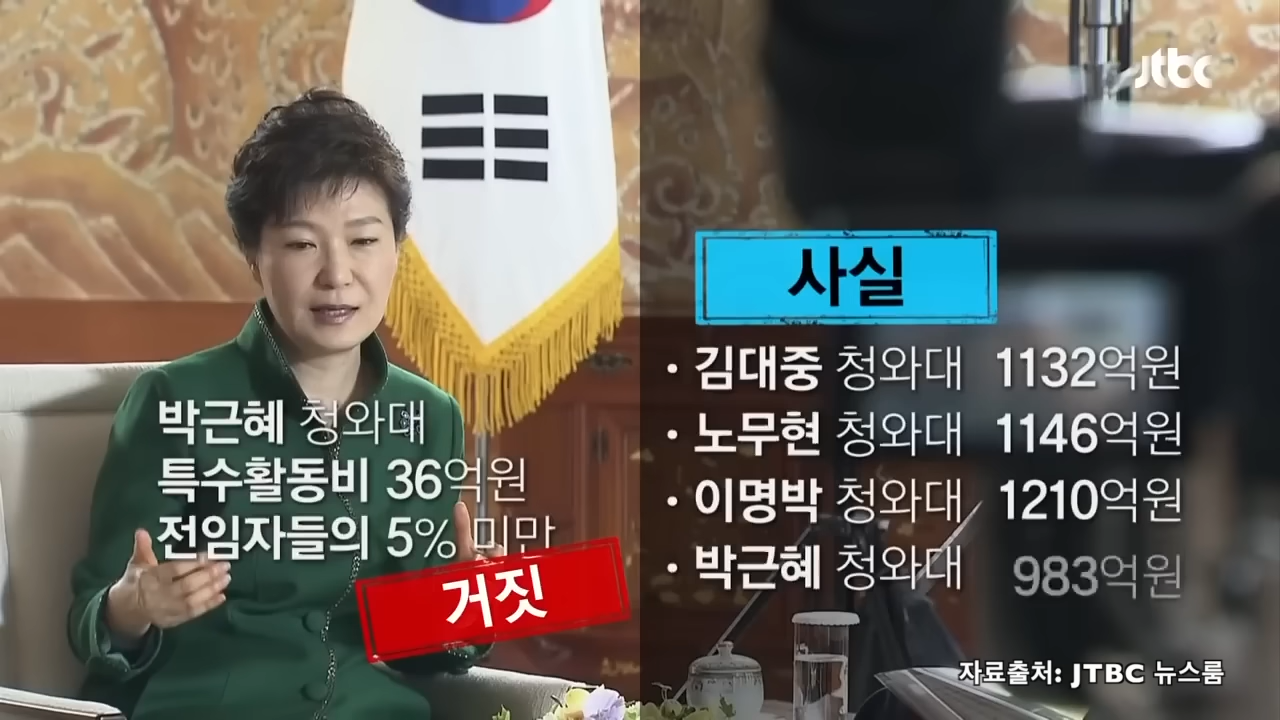 jtbc
박근혜 청와대
특수활동비 36억원
전임자들의 5% 미만
거짓
사실
· 김대중 청와대 1132억원
· 노무현 청와대 1146억원
· 이명박 청와대 1210억원
· 박근혜 청와대 983억원
자료출처: JTBC 뉴스룸